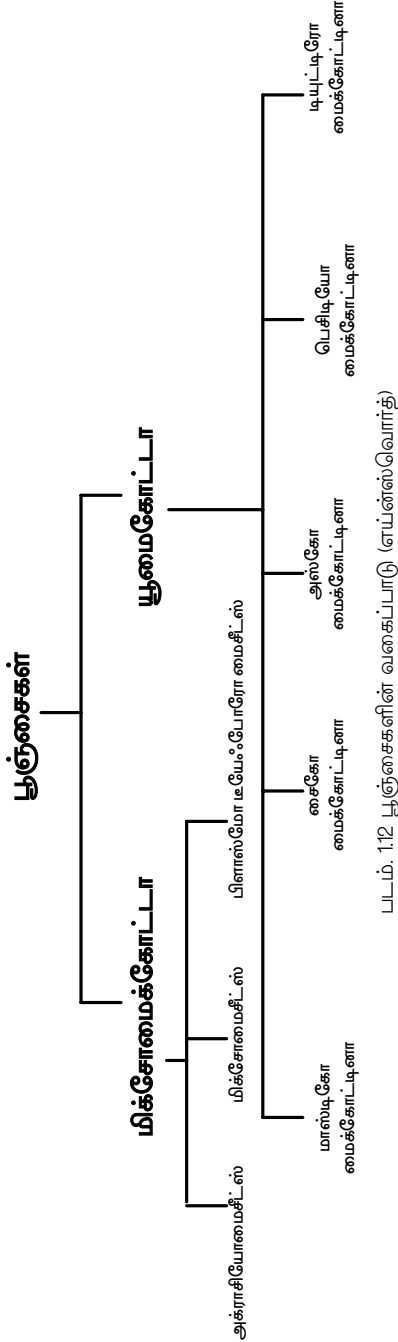 பூஞ்சைகள்
மிக்சோமைக்கோட்டா
யூமைகோட்டா
அக்ராசியோமைசீட்ஸ்
மிக்சோமைசீட்ஸ்
பிளாஸ்மோ டீயேஃபோரோ மைசீட்ஸ்
மாஸ்டிகோ
மைக்கோட்டினா
சைகோ
மைக்கோட்டினா
அஸ்கோ
மைக்கோட்டினா
பெசிடியோ
மைக்கோட்டினா
டியுட்டிரோ
மைக்கோட்டினா
படம். 1.12 பூஞ்சைகளின் வகைப்பாடு (எய்ன்ஸ்வொர்த்)